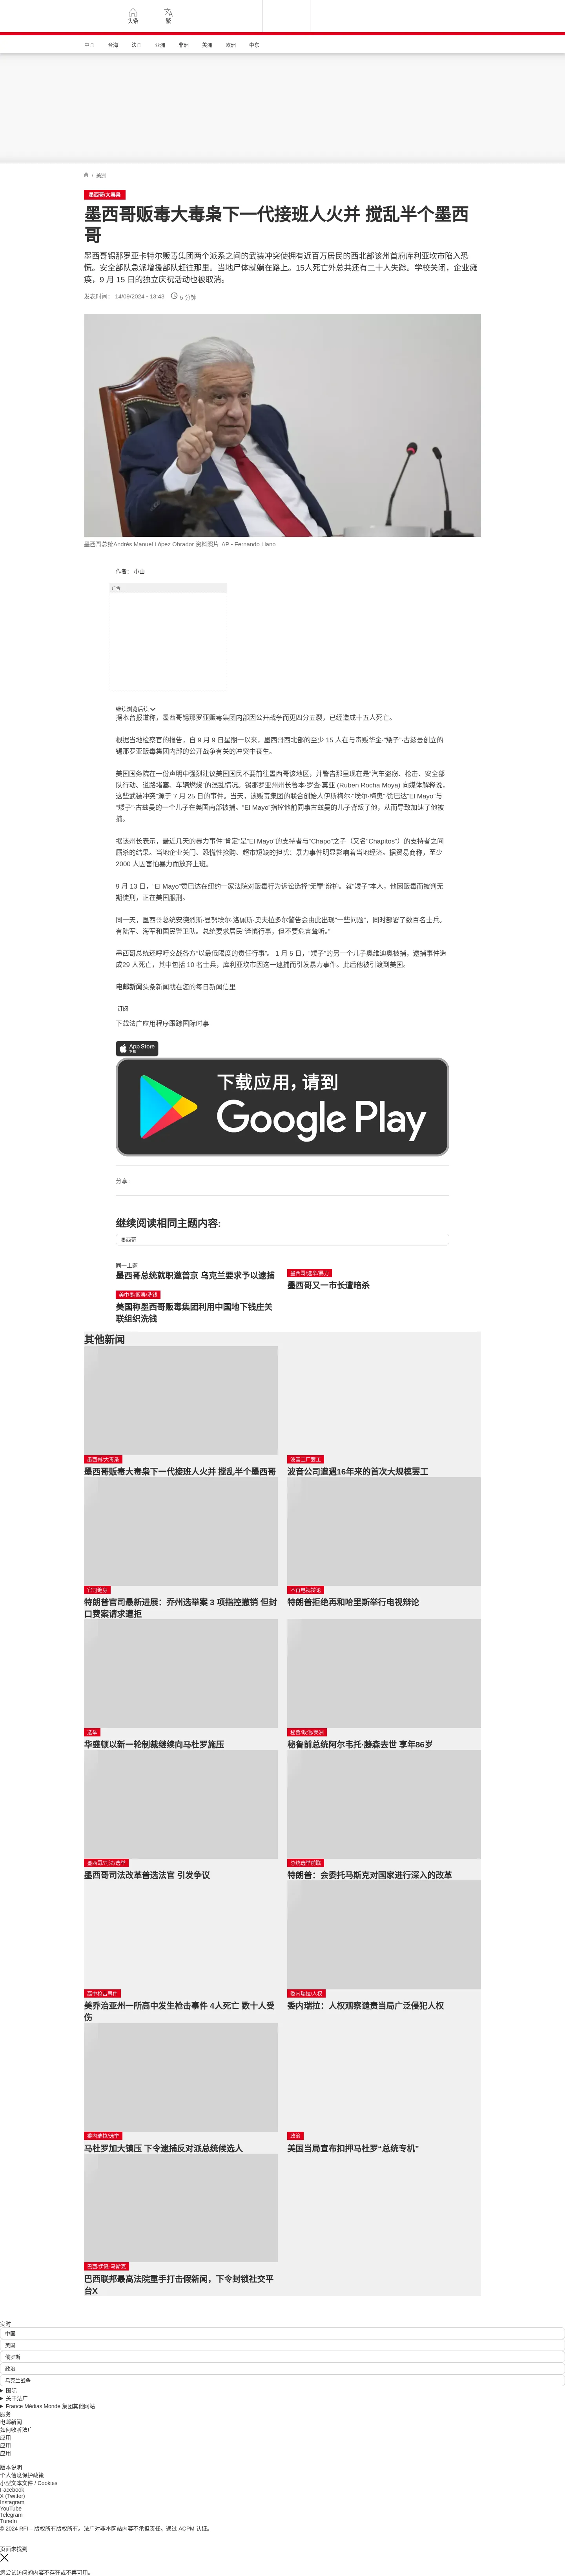 头条
繁
中国
台海
法国
亚洲
非洲
美洲
欧洲
中东
/ 美洲
墨西哥/大毒枭
墨西哥贩毒大毒枭下一代接班人火并 搅乱半个墨西
哥
墨西哥锡那罗亚卡特尔贩毒集团两个派系之间的武装冲突使拥有近百万居民的西北部该州首府库利亚坎市陷入恐
慌。安全部队急派增援部队赶往那里。当地尸体就躺在路上。15人死亡外总共还有二十人失踪。学校关闭，企业瘫
痪，9 月 15 日的独立庆祝活动也被取消。
发表时间： 14/09/2024 - 13:43
5 分钟
墨西哥总统Andrés Manuel López Obrador 资料照片 AP - Fernando Llano
作者： 小山
广告
继续浏览后续
据本台报道称，墨西哥锡那罗亚贩毒集团内部因公开战争而更四分五裂，已经造成十五人死亡。
根据当地检察官的报告，自 9 月 9 日星期一以来，墨西哥西北部的至少 15 人在与毒贩华金·“矮子”·古兹曼创立的
锡那罗亚贩毒集团内部的公开战争有关的冲突中丧生。
美国国务院在一份声明中强烈建议美国国民不要前往墨西哥该地区，并警告那里现在是“汽车盗窃、枪击、安全部
队行动、道路堵塞、车辆燃烧”的混乱情况。锡那罗亚州州长鲁本·罗查·莫亚 (Ruben Rocha Moya) 向媒体解释说，
这些武装冲突“源于”7 月 25 日的事件。当天，该贩毒集团的联合创始人伊斯梅尔·“埃尔·梅奥”·赞巴达“El Mayo”与
“矮子”·古兹曼的一个儿子在美国南部被捕。“El Mayo”指控他前同事古兹曼的儿子背叛了他，从而导致加速了他被
捕。
据该州长表示，最近几天的暴力事件“肯定”是“El Mayo”的支持者与“Chapo”之子（又名“Chapitos”）的支持者之间
厮杀的结果。当地企业关门、恐慌性抢购、超市短缺的担忧：暴力事件明显影响着当地经济。据贸易商称，至少
2000 人因害怕暴力而放弃上班。
9 月 13 日，“El Mayo”赞巴达在纽约一家法院对贩毒行为诉讼选择“无罪”辩护。就“矮子”本人，他因贩毒而被判无
期徒刑，正在美国服刑。
同一天，墨西哥总统安德烈斯·曼努埃尔·洛佩斯·奥夫拉多尔警告会由此出现“一些问题”，同时部署了数百名士兵。
有陆军、海军和国民警卫队。总统要求居民“谨慎行事，但不要危言耸听。”
墨西哥总统还呼吁交战各方“以最低限度的责任行事”。 1 月 5 日，“矮子”的另一个儿子奥维迪奥被捕，逮捕事件造
成29 人死亡，其中包括 10 名士兵，库利亚坎市因这一逮捕而引发暴力事件。此后他被引渡到美国。
电邮新闻头条新闻就在您的每日新闻信里
订阅
下载法广应用程序跟踪国际时事
App Store
下载
下载应用，请到
Google Play
分享 :
继续阅读相同主题内容:
墨西哥
同一主题
墨西哥总统就职邀普京 乌克兰要求予以逮捕
墨西哥/选举/暴力
墨西哥又一市长遭暗杀
美中墨/贩毒/洗钱
美国称墨西哥贩毒集团利用中国地下钱庄关
联组织洗钱
其他新闻
墨西哥/大毒枭
墨西哥贩毒大毒枭下一代接班人火并 搅乱半个墨西哥
波音工厂罢工
波音公司遭遇16年来的首次大规模罢工
官司缠身
特朗普官司最新进展：乔州选举案 3 项指控撤销 但封
口费案请求遭拒
不再电视辩论
特朗普拒绝再和哈里斯举行电视辩论
选举
华盛顿以新一轮制裁继续向马杜罗施压
秘鲁/政治/美洲
秘鲁前总统阿尔韦托·藤森去世 享年86岁
墨西哥/司法/选举
墨西哥司法改革普选法官 引发争议
总统选举前瞻
特朗普：会委托马斯克对国家进行深入的改革
高中枪击事件
美乔治亚州一所高中发生枪击事件 4人死亡 数十人受
伤
委内瑞拉/人权
委内瑞拉：人权观察谴责当局广泛侵犯人权
委内瑞拉/选举
马杜罗加大镇压 下令逮捕反对派总统候选人
政治
美国当局宣布扣押马杜罗“总统专机”
巴西/伊隆·马斯克
巴西联邦最高法院重手打击假新闻，下令封锁社交平
台X
实时
中国
美国
俄罗斯
政治
乌克兰战争
国际
关于法广
France Médias Monde 集团其他网站
服务
电邮新闻
如何收听法广
应用
应用
应用
版本说明
个人信息保护政策
小型文本文件 / Cookies
Facebook
X (Twitter)
Instagram
YouTube
Telegram
TuneIn
© 2024 RFI – 版权所有版权所有。法广对非本网站内容不承担责任。通过 ACPM 认证。
页面未找到
您尝试访问的内容不存在或不再可用。